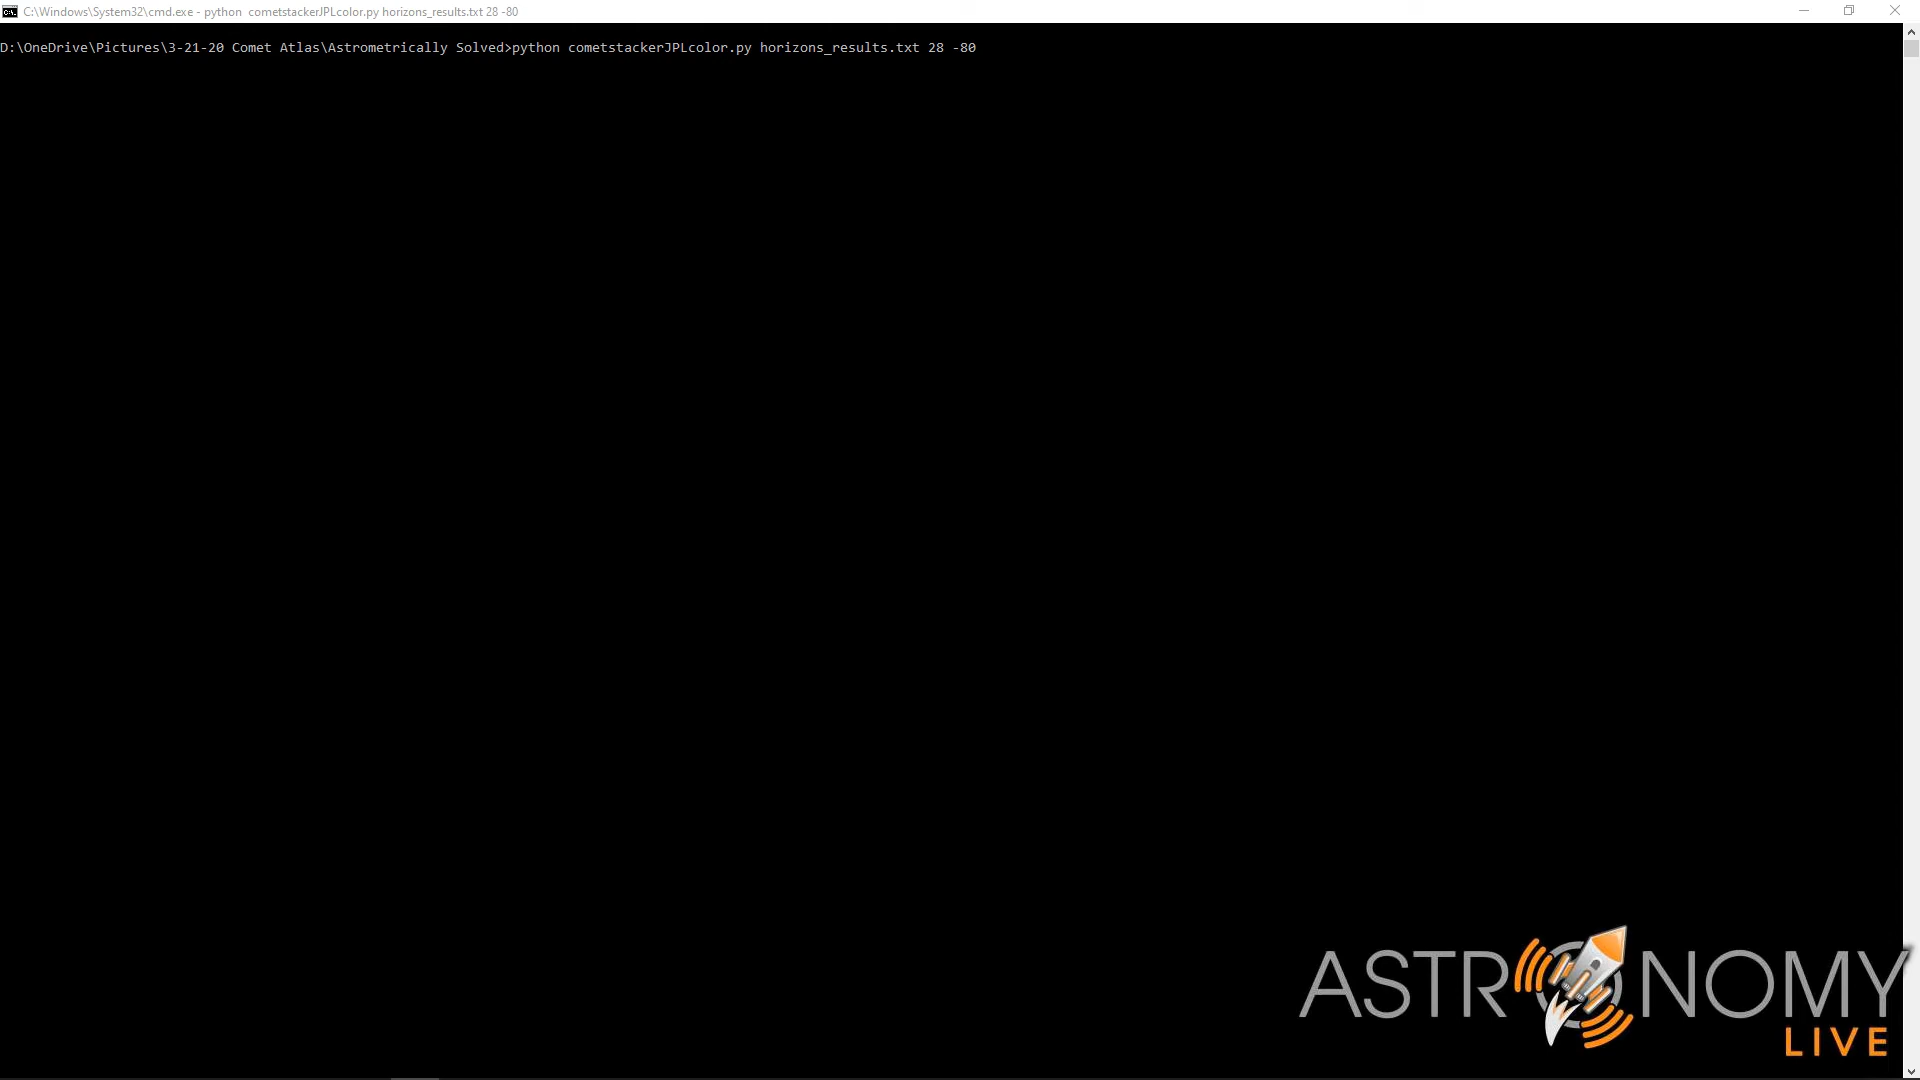 C:\Windows\System32\cmd.exe - python  cometstackerJPLcolor.py horizons_results.txt 28 -80
D:\OneDrive\Pictures\3-21-20 Comet Atlas\Astrometrically Solved>python cometstackerJPLcolor.py horizons_results.txt 28 -80
ASTRONOMY
LIVE